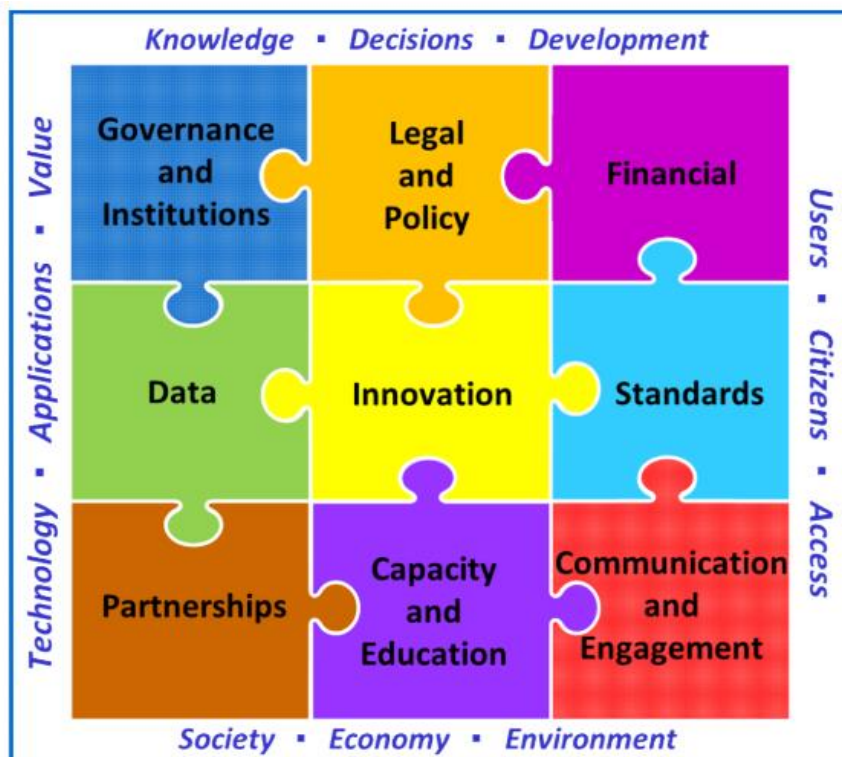 Knowledge ▪ Decisions ▪ Development
Technology ▪ Applications ▪ Value
Governance
and
Institutions
Legal
and
Policy
Financial
Data
Innovation
Standards
Partnerships
Capacity
and
Education
Communication
and
Engagement
Users ▪ Citizens ▪ Access
Society ▪ Economy ▪ Environment